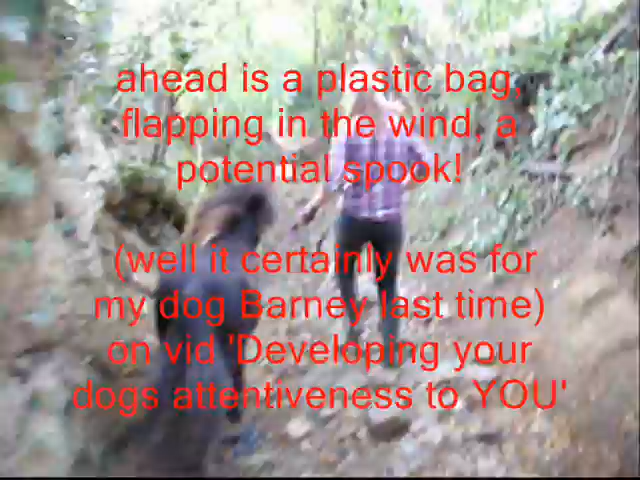 ahead is a plastic bag,
flapping in the wind, a
potential spook!
(well it certainly was for
my dog Barney last time)
on vid 'Developing your
dogs attentiveness to YOU'